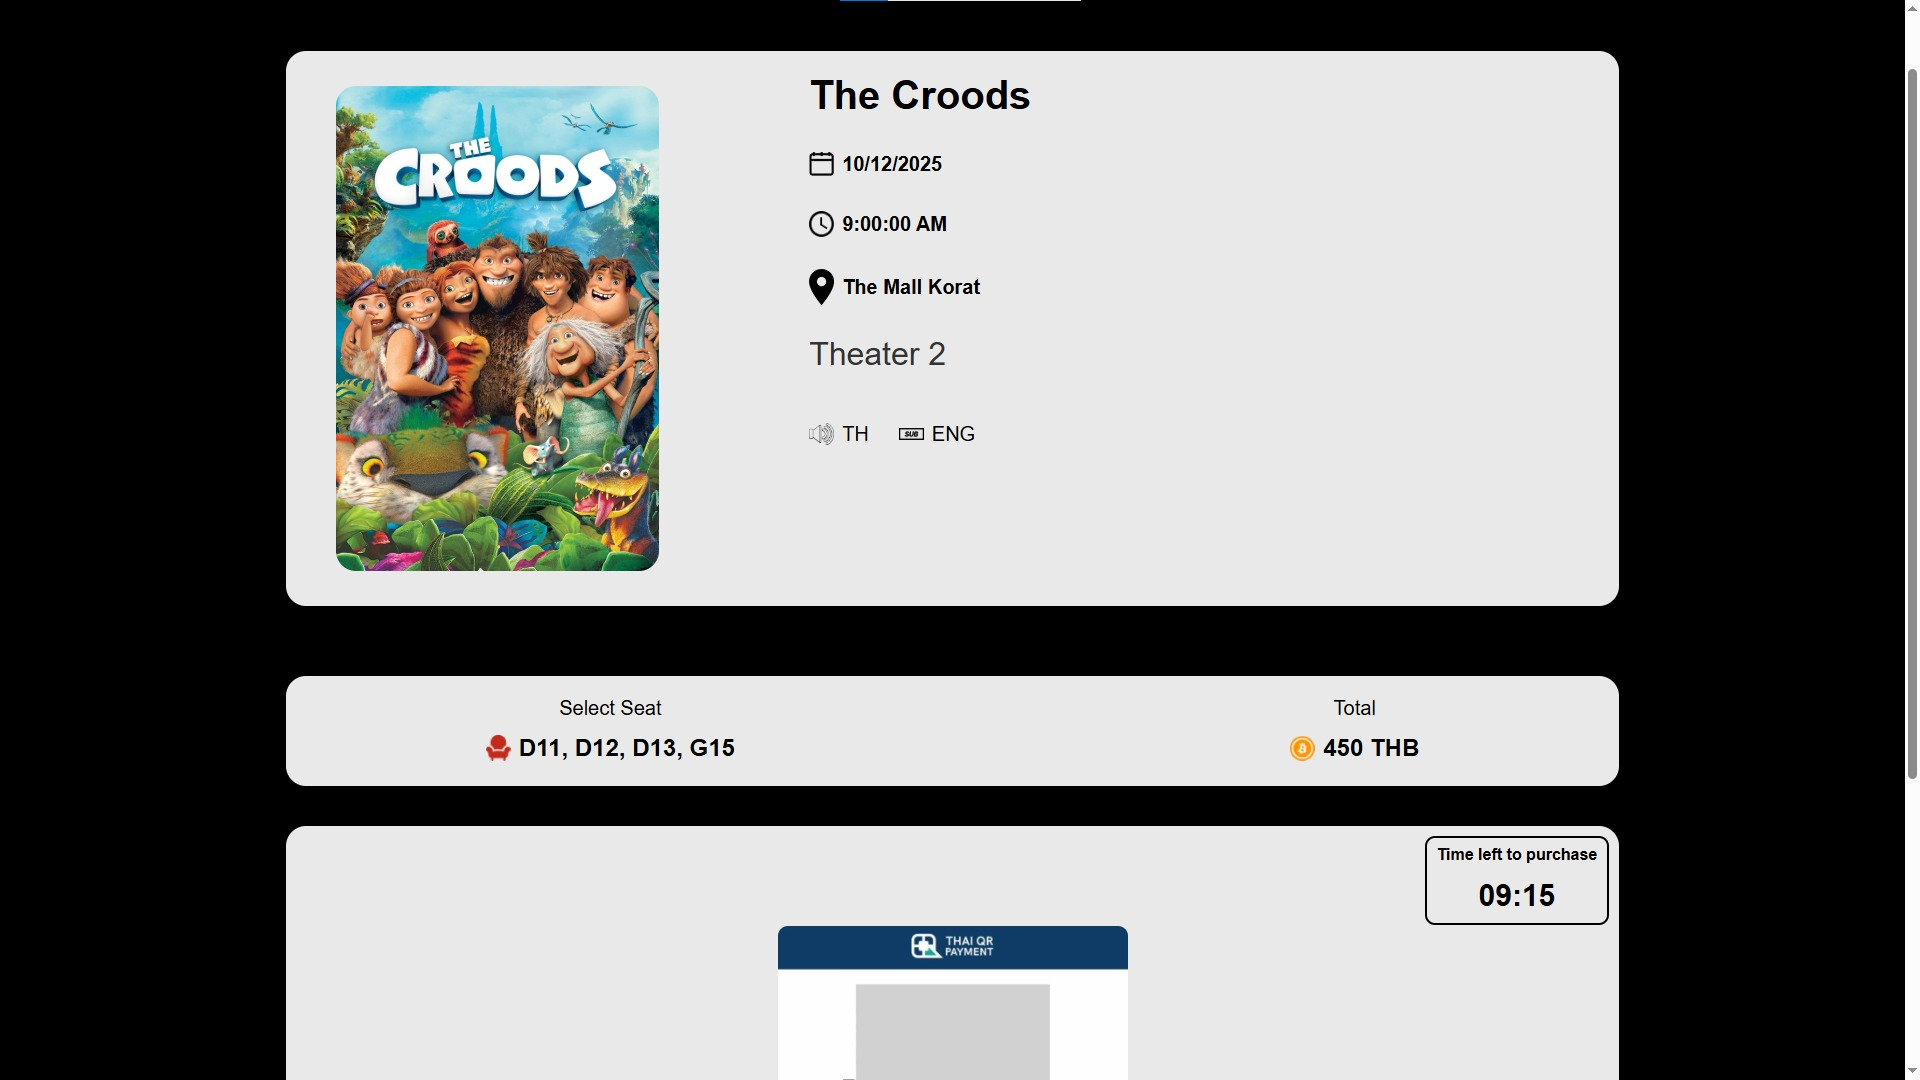 The Croods
THE
CROODS
10/12/2025
9:00:00 AM
The Mall Korat
Theater 2
TH
SUB ENG
Select Seat
D11, D12, D13, G15
Total
450 THB
Time left to purchase
09:15
THAI QR
PAYMENT